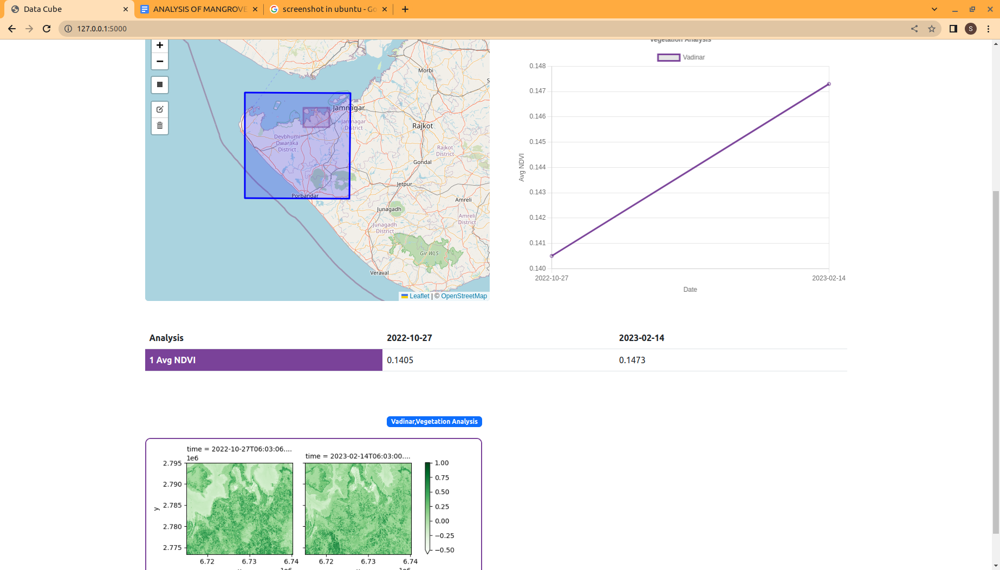 Data Cube
ANALYSIS OF MANGROVE
screenshot in ubuntu - Go
127.0.0.1:5000
S
+
−
Morbi
Jamnagar
Jamnagar
District
Rajkot
Devbhumi
Dwaraka
District
Rajkot
District
Gondal
Jetpur
Porbandar
Amreli
Junagadh
Amreli
District
Junagadh
District
Gir WLS
Veraval
Leaflet | © OpenStreetMap
Vegetation Analysis
Vadinar
0.148
0.147
0.146
0.145
0.144
0.143
0.142
0.141
0.140
Avg NDVI
2022-10-27 2023-02-14
Date
Analysis 2022-10-27 2023-02-14
1 Avg NDVI 0.1405 0.1473
Vadinar,Vegetation Analysis
time = 2022-10-27T06:03:06....
1e6
time = 2023-02-14T06:03:00....
2.795
2.790
2.785
2.780
2.775
y
6.72 6.73 6.74
6.72 6.73 6.74
1.00
0.75
0.50
0.25
0.00
−0.25
−0.50